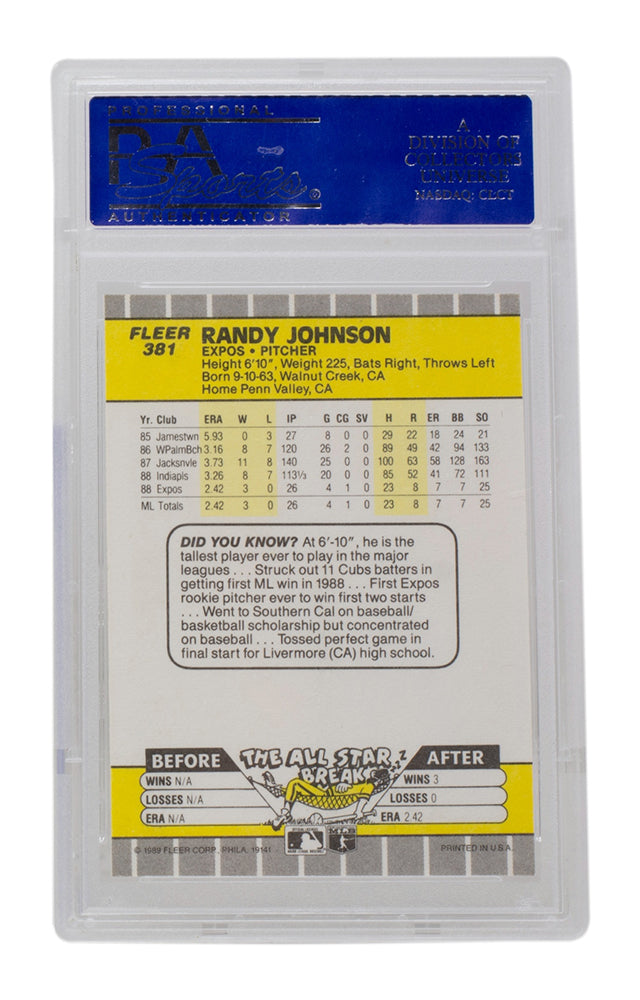 PROFESSIONAL
PSA
Sports®
AUTHENTICATOR
A
DIVISION OF
COLLECTORS
UNIVERSE
NASDAQ: CLCT
FLEER
381
RANDY JOHNSON
EXPOS • PITCHER
Height 6'10", Weight 225, Bats Right, Throws Left
Born 9-10-63, Walnut Creek, CA
Home Penn Valley, CA
Yr. Club ERA W L IP G CG SV H R ER BB SO
85 Jamestwn 5.93 0 3 27 8 0 0 29 22 18 24 21
86 WPalmBch 3.16 8 7 120 26 2 0 89 49 42 94 133
87 Jacksnvle 3.73 11 8 140 25 0 0 100 63 58 128 163
88 Indiapls 3.26 8 7 113⅓ 20 0 0 85 52 41 72 111
88 Expos 2.42 3 0 26 4 1 0 23 8 7 7 25
ML Totals 2.42 3 0 26 4 1 0 23 8 7 7 25
DID YOU KNOW? At 6'-10", he is the
tallest player ever to play in the major
leagues . . . Struck out 11 Cubs batters in
getting first ML win in 1988 . . . First Expos
rookie pitcher ever to win first two starts
. . . Went to Southern Cal on baseball/
basketball scholarship but concentrated
on baseball . . . Tossed perfect game in
final start for Livermore (CA) high school.
BEFORE
THE ALL STAR
BREAK
Z
AFTER
WINS N/A
LOSSES N/A
ERA N/A
WINS 3
LOSSES 0
ERA 2.42
MLB
© 1989 FLEER CORP., PHILA. 19141
PRINTED IN U.S.A.